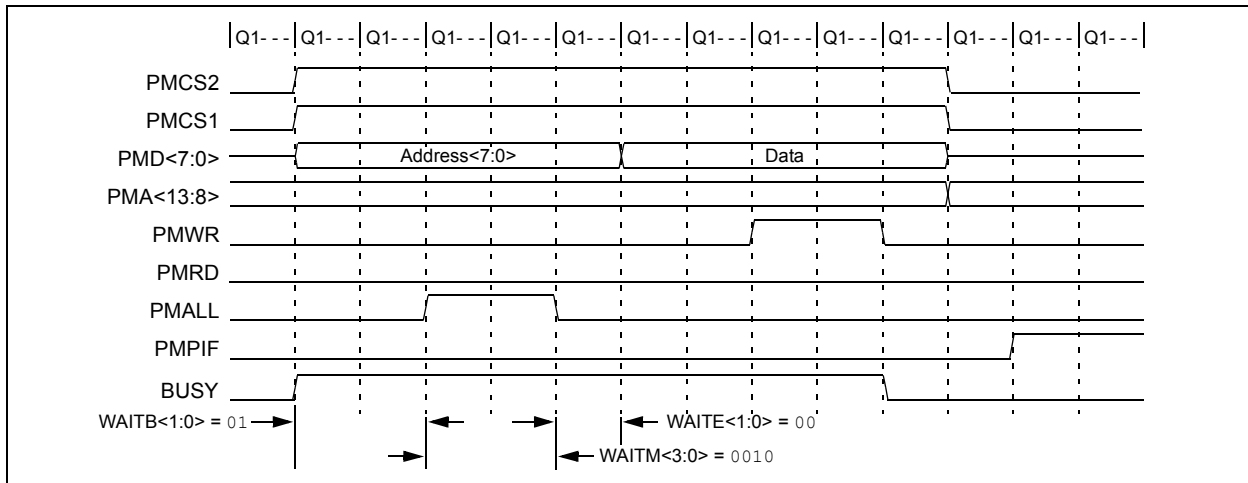 Q1- - - Q1- - - Q1- - - Q1- - - Q1- - - Q1- - - Q1- - - Q1- - - Q1- - - Q1- - - Q1- - - Q1- - - Q1- - - Q1- - -
PMCS2
PMCS1
PMD<7:0> Address<7:0> Data
PMA<13:8>
PMWR
PMRD
PMALL
PMPIF
BUSY
WAITB<1:0> = 01 WAITE<1:0> = 00
WAITM<3:0> = 0010